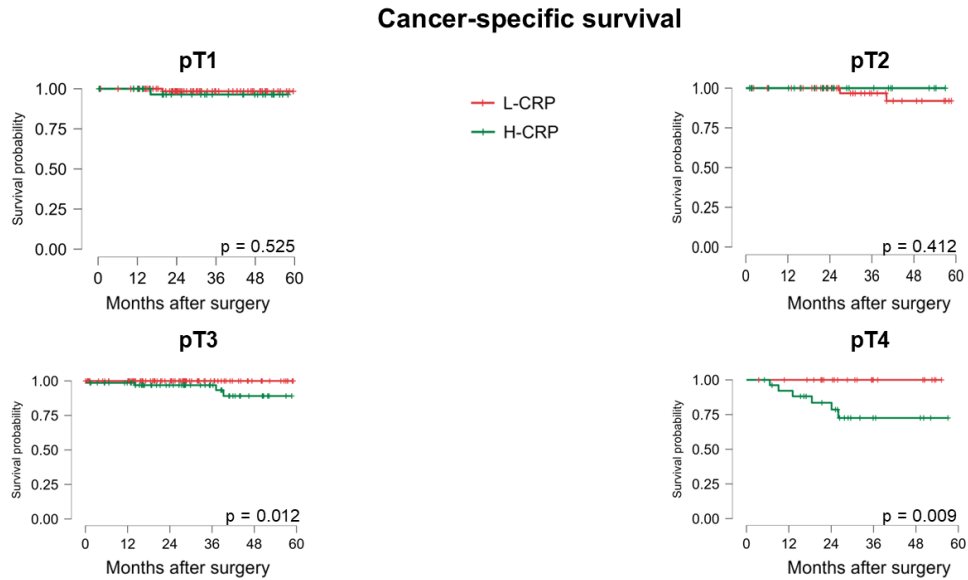 Cancer-specific survival
pT1
Survival probability
1.00
0.75
0.50
0.25
0.00
p = 0.525
0 12 24 36 48 60
Months after surgery
L-CRP
H-CRP
pT2
Survival probability
1.00
0.75
0.50
0.25
0.00
p = 0.412
0 12 24 36 48 60
Months after surgery
pT3
Survival probability
1.00
0.75
0.50
0.25
0.00
p = 0.012
0 12 24 36 48 60
Months after surgery
pT4
Survival probability
1.00
0.75
0.50
0.25
0.00
p = 0.009
0 12 24 36 48 60
Months after surgery